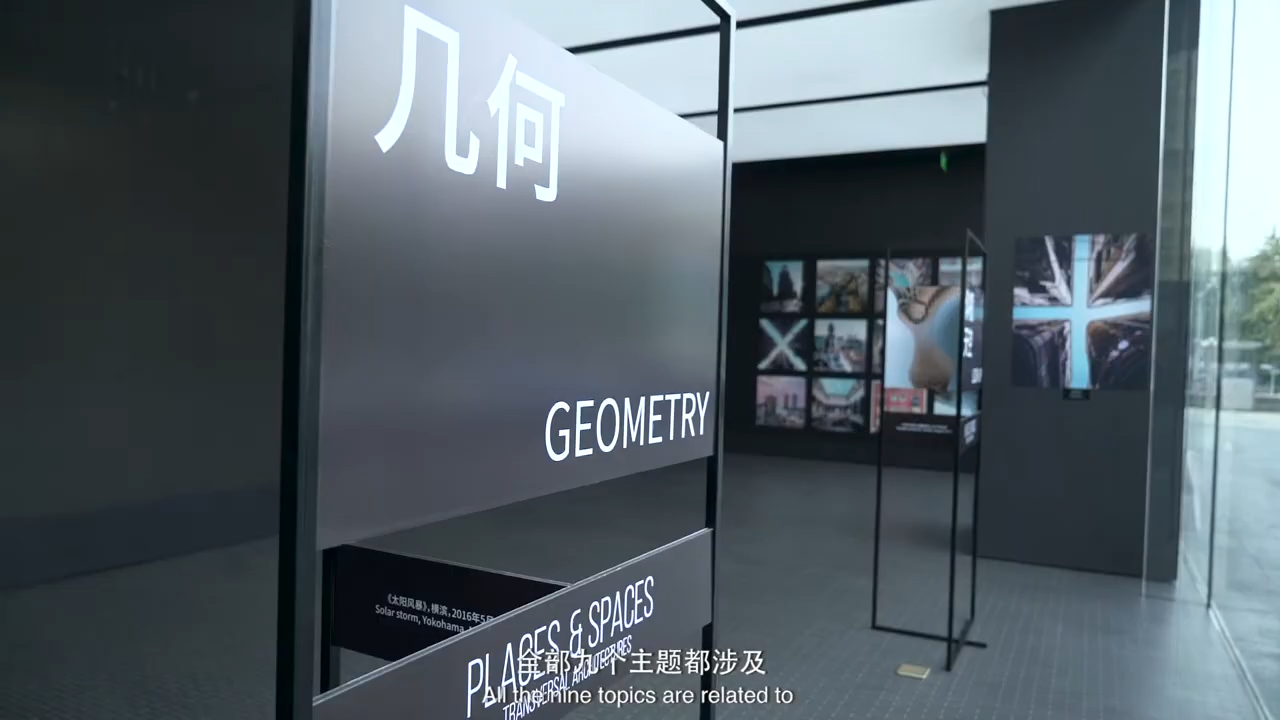 几何
GEOMETRY
《太阳风暴》，横滨，2016年5
Solar storm, Yokohama,
PLACES & SPACES
TRANSVERSAL ARCHITECTURES
全部九个主题都涉及
All the nine topics are related to